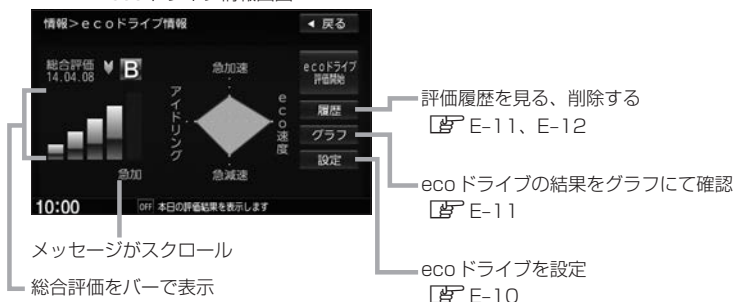 情報>ecoドライブ情報
◀ 戻る
総合評価
14.04.08
B
急加速
アイドリング
eco速度
急減速
ecoドライブ
評価開始
履歴
グラフ
設定
急加
10:00
OFF 本日の評価結果を表示します
評価履歴を見る、削除する
E-11、E-12
ecoドライブの結果をグラフにて確認
E-11
ecoドライブを設定
E-10
メッセージがスクロール
総合評価をバーで表示